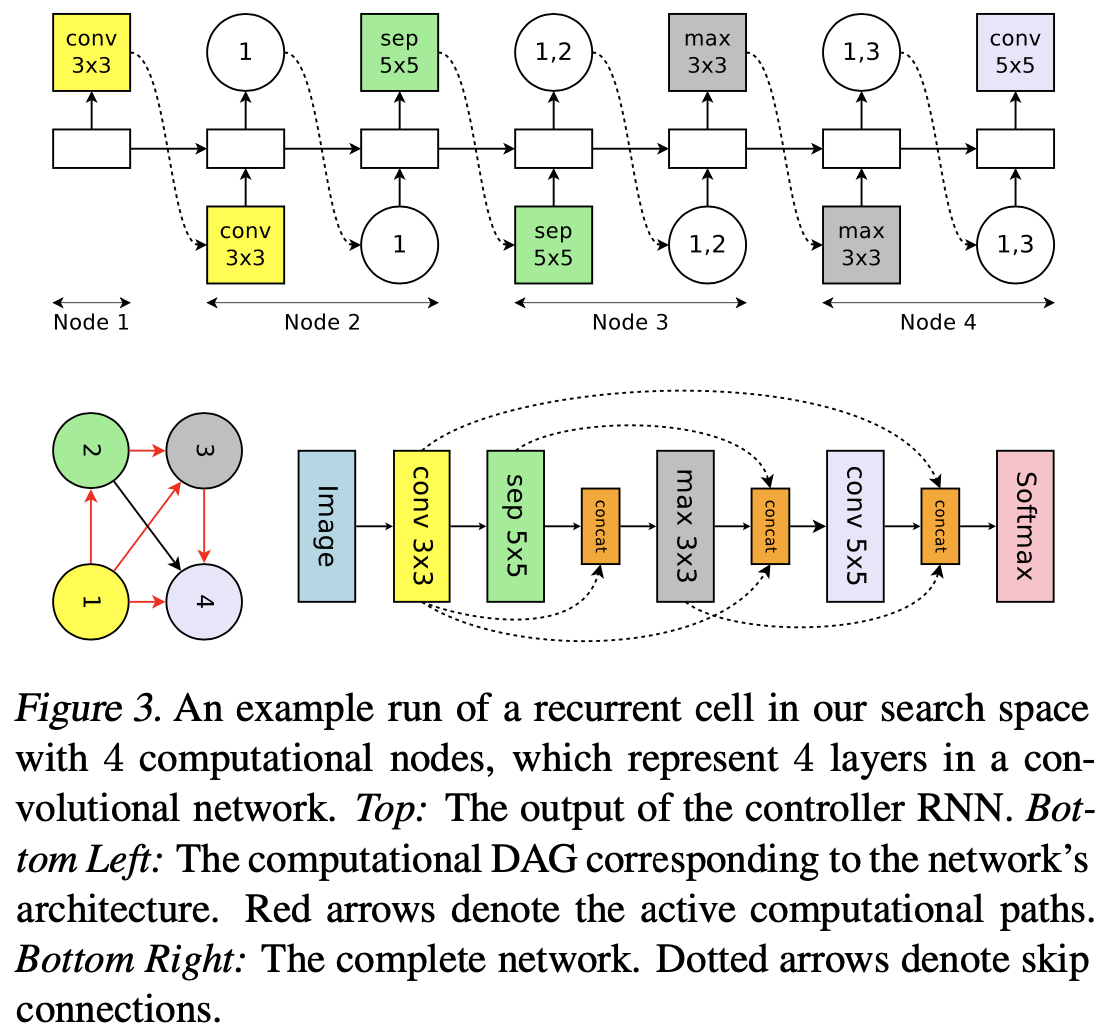 conv
3x3
1
sep
5x5
1,2
max
3x3
1,3
conv
5x5
conv
3x3
1
sep
5x5
1,2
max
3x3
1,3
Node 1
Node 2
Node 3
Node 4
2
3
1
4
Image
conv 3x3
sep 5x5
concat
max 3x3
concat
conv 5x5
concat
Softmax
Figure 3. An example run of a recurrent cell in our search space
with 4 computational nodes, which represent 4 layers in a con-
volutional network. Top: The output of the controller RNN. Bot-
tom Left: The computational DAG corresponding to the network's
architecture. Red arrows denote the active computational paths.
Bottom Right: The complete network. Dotted arrows denote skip
connections.